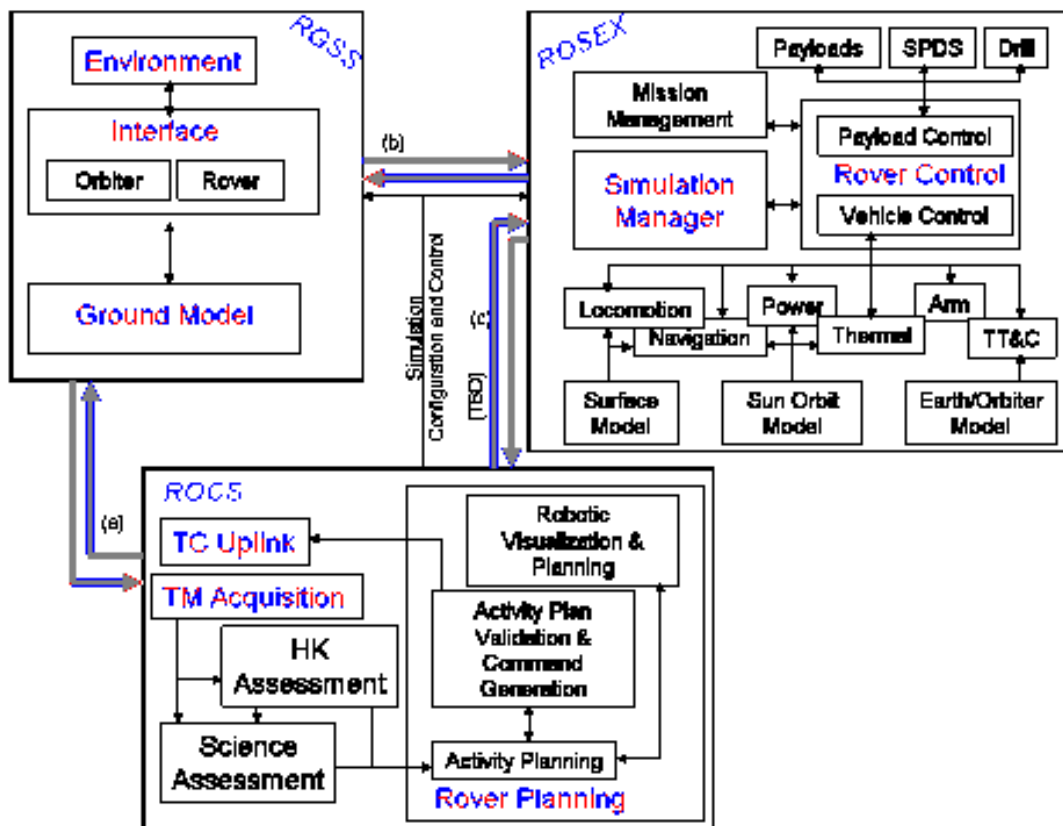 RGSS
Environment
Interface
Orbiter
Rover
Ground Model
(b)
Simulation
Configuration and Control
(c)
[TBD]
ROSEX
Payloads
SPDS
Drill
Mission
Management
Payload Control
Rover Control
Vehicle Control
Simulation
Manager
Locomotion
Navigation
Power
Thermal
Arm
TT&C
Surface
Model
Sun Orbit
Model
Earth/Orbiter
Model
(a)
ROCS
TC Uplink
TM Acquisition
HK
Assessment
Science
Assessment
Robotic
Visualization &
Planning
Activity Plan
Validation &
Command
Generation
Activity Planning
Rover Planning